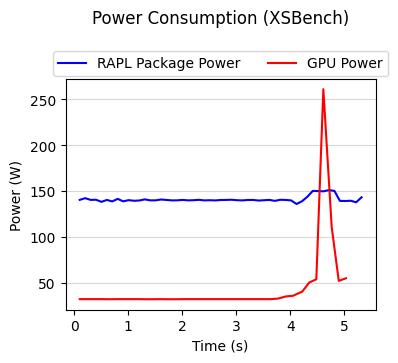 Power Consumption (XSBench)
RAPL Package Power GPU Power
250
200
150
100
50
Power (W)
0 1 2 3 4 5
Time (s)